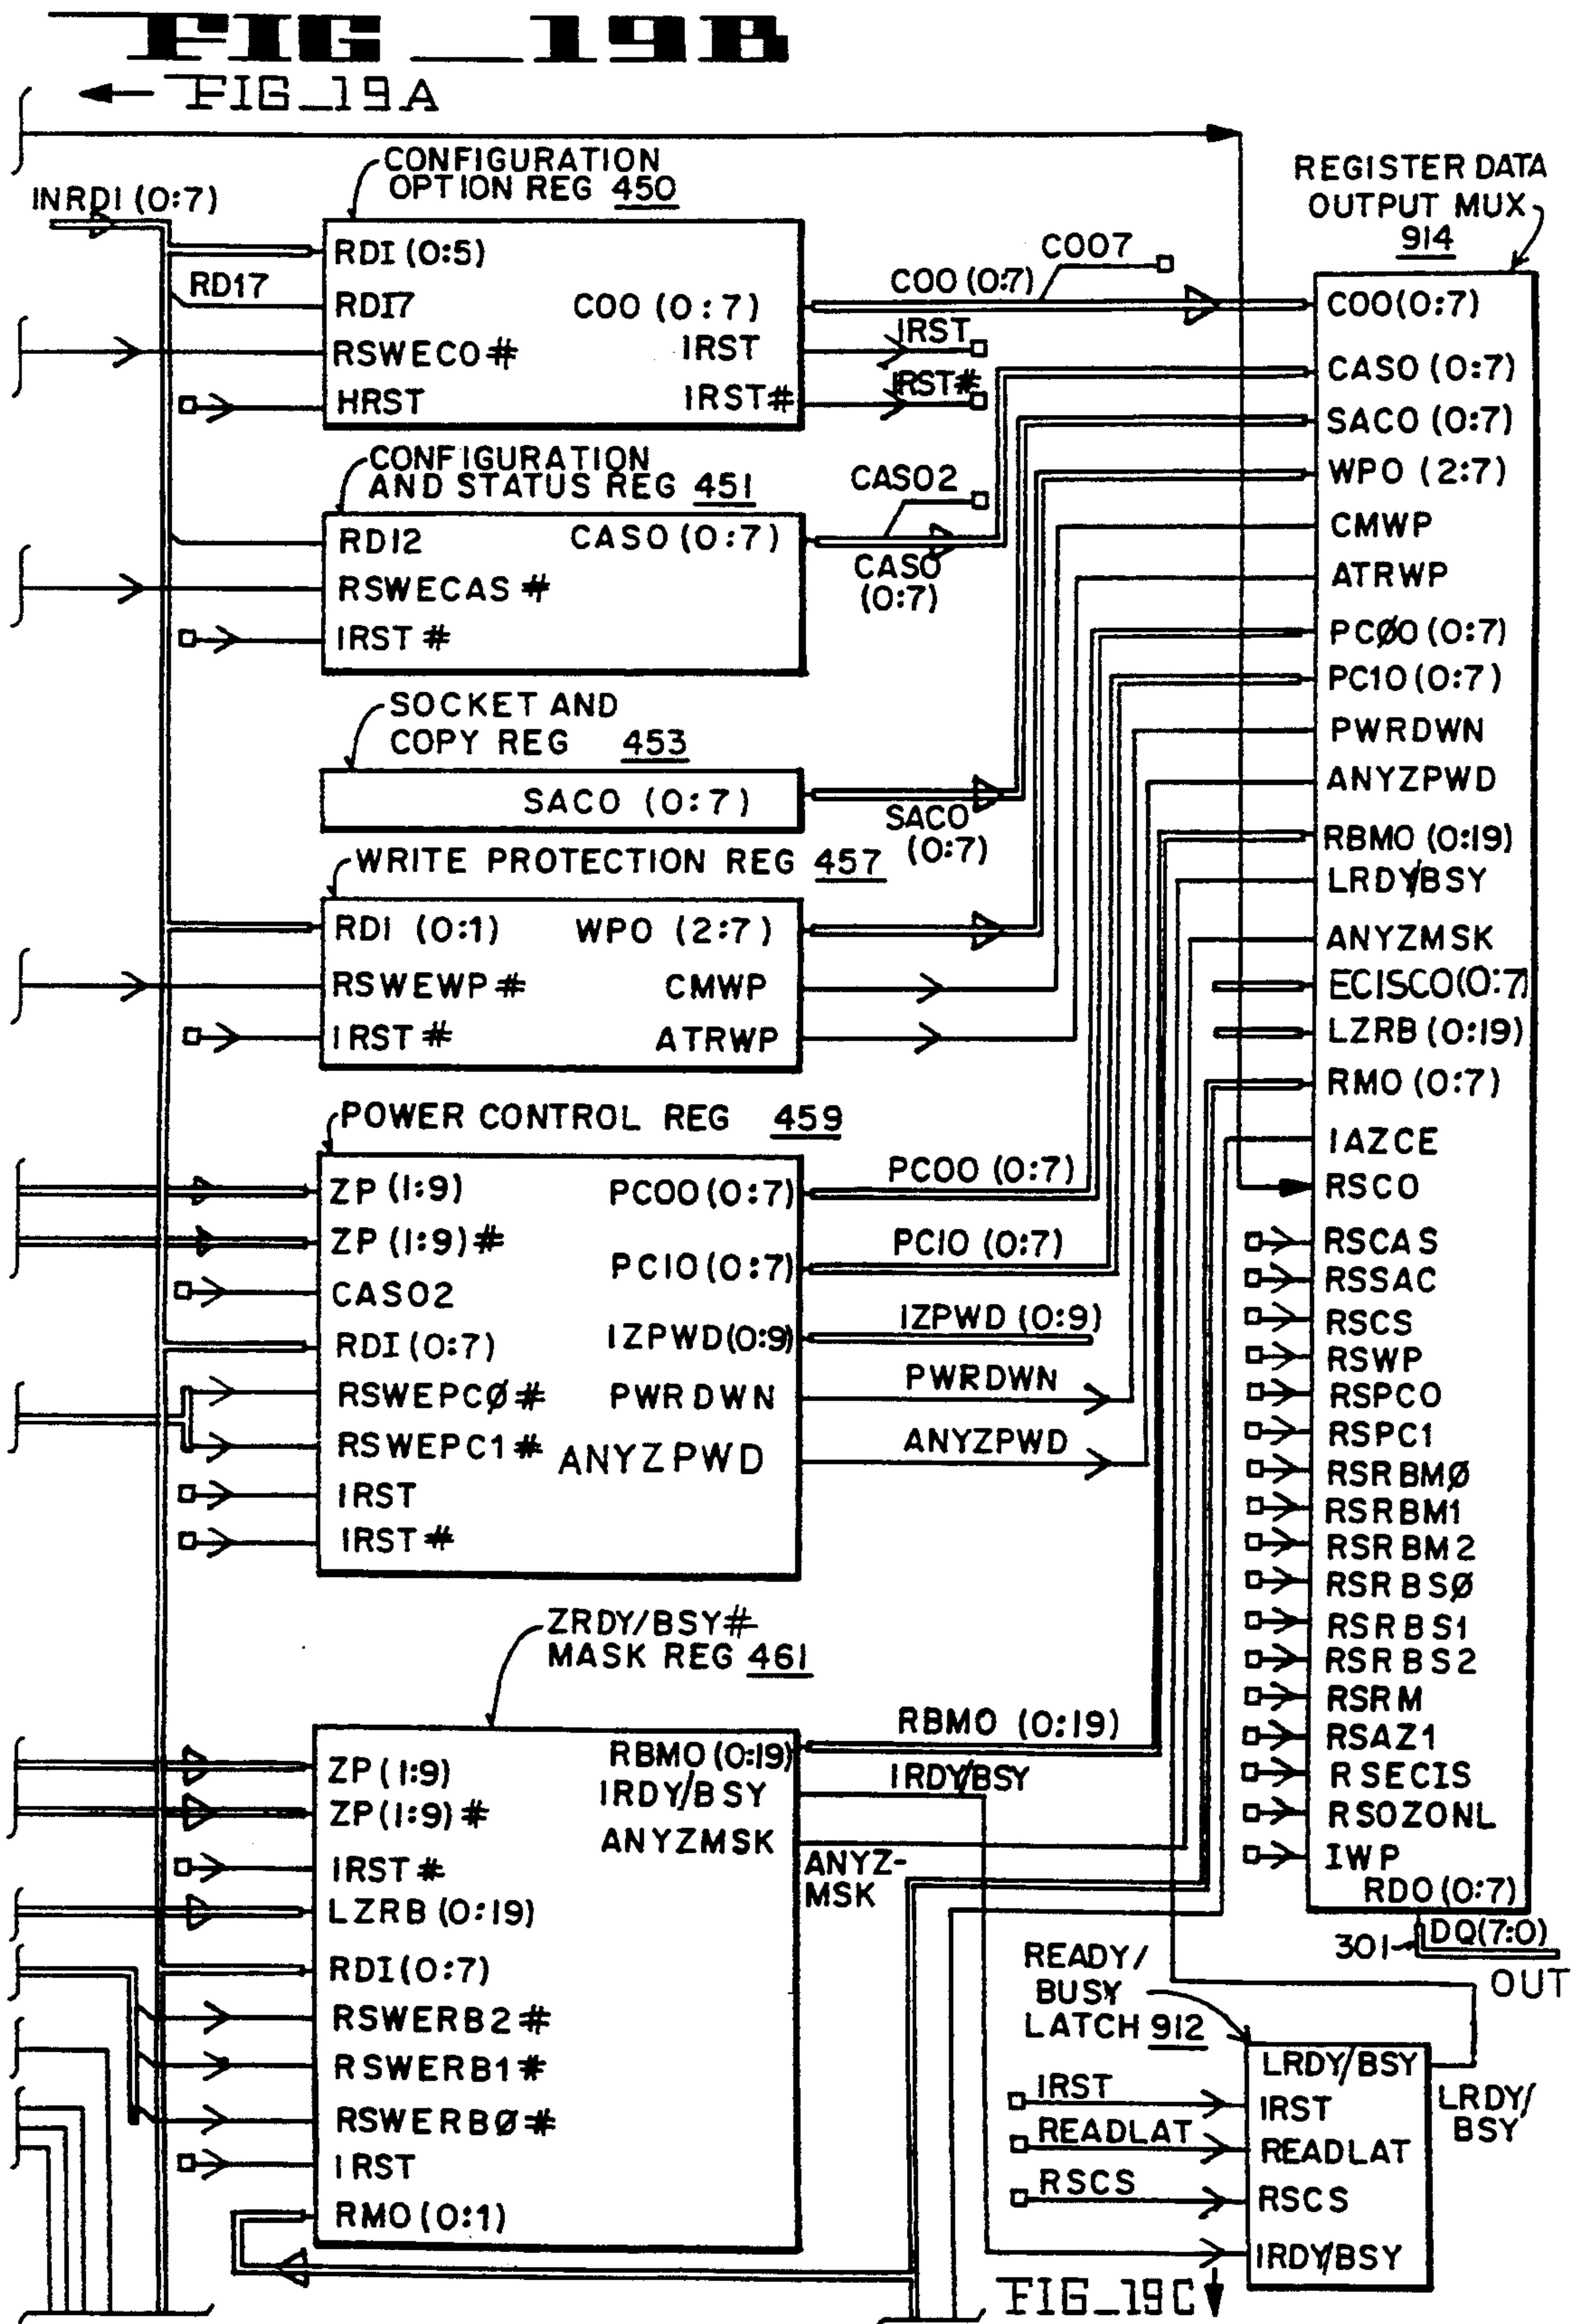 FIG_19B
FIG_19A
CONFIGURATION
OPTION REG 450
INRDI (0:7)
RDI (0:5)
RD17
RDI7
COO (0:7)
RSWECO#
IRST
HRST
IRST#
COO (0:7)
COO7
IRST
IRST#
CONFIGURATION
AND STATUS REG 451
RDI2
CASO (0:7)
RSWECAS #
IRST #
CASO2
CASO
(0:7)
SOCKET AND
COPY REG 453
SACO (0:7)
SACO
(0:7)
WRITE PROTECTION REG 457
RDI (0:1)
WPO (2:7)
RSWEWP #
CMWP
IRST #
ATRWP
POWER CONTROL REG 459
ZP (1:9)
PCOO (0:7)
ZP (1:9)#
PCIO (0:7)
CASO2
RDI (0:7)
IZPWD (0:9)
RSWEPCØ#
PWRDWN
RSWEPC1#
ANYZPWD
IRST
IRST #
PCOO (0:7)
PCIO (0:7)
IZPWD (0:9)
PWRDWN
ANYZPWD
ZRDY/BSY#
MASK REG 461
ZP (1:9)
RBMO (0:19)
IRDY/BSY
ZP (1:9) #
ANYZMSK
IRST #
LZRB (0:19)
RDI (0:7)
RSWERB2#
RSWERB1#
RSWERBØ#
IRST
RMO (0:1)
RBMO (0:19)
IRDY/BSY
ANYZ-
MSK
REGISTER DATA
OUTPUT MUX
914
COO(0:7)
CASO (0:7)
SACO (0:7)
WPO (2:7)
CMWP
ATRWP
PCØO (0:7)
PC1O (0:7)
PWRDWN
ANYZPWD
RBMO (0:19)
LRDY/BSY
ANYZMSK
ECISCO(0:7)
LZRB (0:19)
RMO (0:7)
IAZCE
RSCO
RSCAS
RSSAC
RSCS
RSWP
RSPCO
RSPC1
RSRBMØ
RSRBM1
RSRBM2
RSRBSØ
RSRBS1
RSRBS2
RSRM
RSAZ1
RSECIS
RSOZONL
IWP
RDO (0:7)
301
DQ(7:0)
OUT
READY/
BUSY
LATCH 912
LRDY/BSY
IRST
IRST
READLAT
READLAT
RSCS
RSCS
IRDY/BSY
LRDY/
BSY
FIG_19C